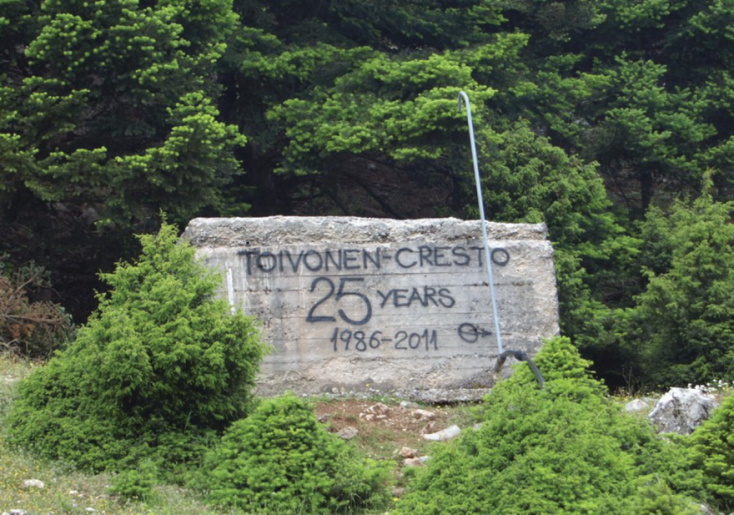 TOIVONEN-CRESTO
25 YEARS
1986-2011